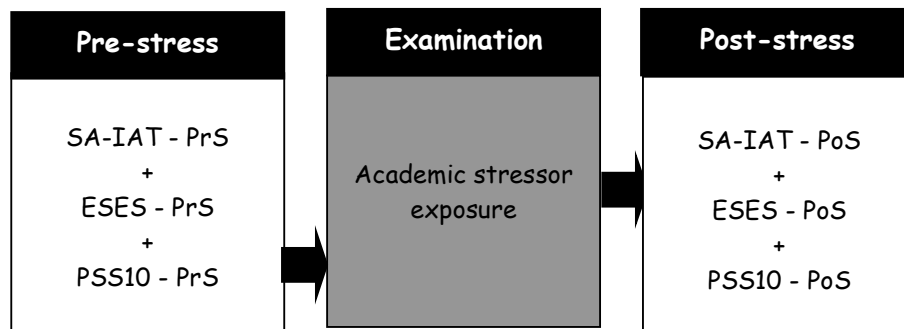 Pre-stress
SA-IAT - PrS
+
ESES - PrS
+
PSS10 - PrS
Examination
Academic stressor
exposure
Post-stress
SA-IAT - PoS
+
ESES - PoS
+
PSS10 - PoS